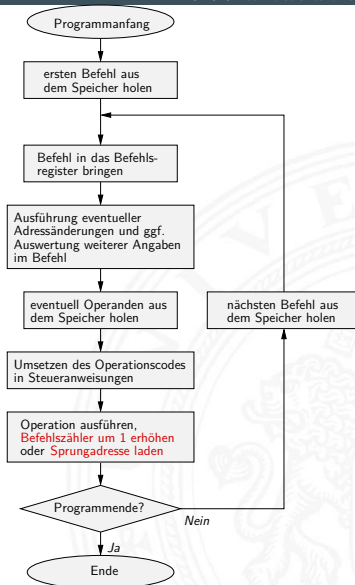 Programmanfang
ersten Befehl aus
dem Speicher holen
Befehl in das Befehls-
register bringen
Ausführung eventueller
Adressänderungen und ggf.
Auswertung weiterer Angaben
im Befehl
eventuell Operanden aus
dem Speicher holen
nächsten Befehl aus
dem Speicher holen
Umsetzen des Operationscodes
in Steueranweisungen
Operation ausführen,
Befehlszähler um 1 erhöhen
oder Sprungadresse laden
Programmende?
Nein
Ja
Ende